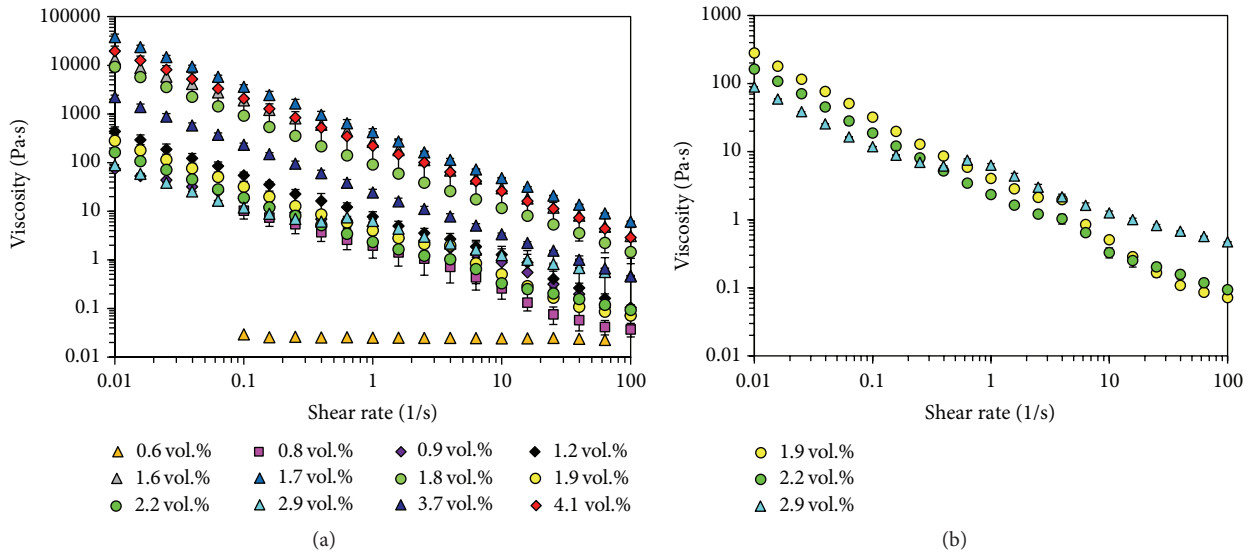 100000
10000
1000
100
10
1
0.1
0.01
Viscosity (Pa·s)
0.01 0.1 1 10 100
Shear rate (1/s)
0.6 vol.% 0.8 vol.% 0.9 vol.% 1.2 vol.%
1.6 vol.% 1.7 vol.% 1.8 vol.% 1.9 vol.%
2.2 vol.% 2.9 vol.% 3.7 vol.% 4.1 vol.%
(a)
1000
100
10
1
0.1
0.01
Viscosity (Pa·s)
0.01 0.1 1 10 100
Shear rate (1/s)
1.9 vol.%
2.2 vol.%
2.9 vol.%
(b)